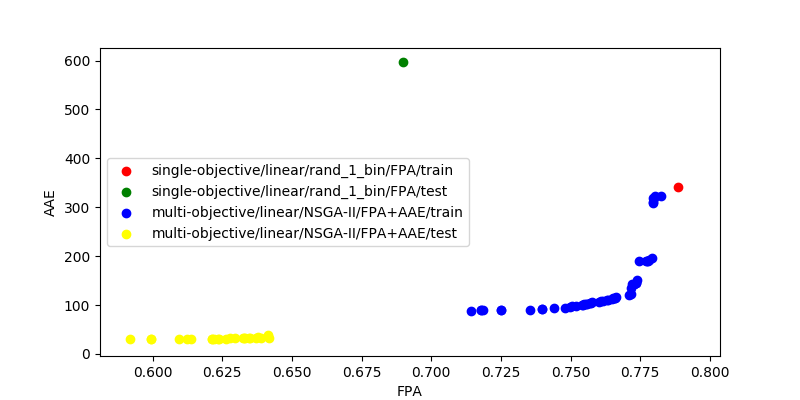 600
500
400
300
200
100
0
AAE
single-objective/linear/rand_1_bin/FPA/train
single-objective/linear/rand_1_bin/FPA/test
multi-objective/linear/NSGA-II/FPA+AAE/train
multi-objective/linear/NSGA-II/FPA+AAE/test
0.600 0.625 0.650 0.675 0.700 0.725 0.750 0.775 0.800
FPA